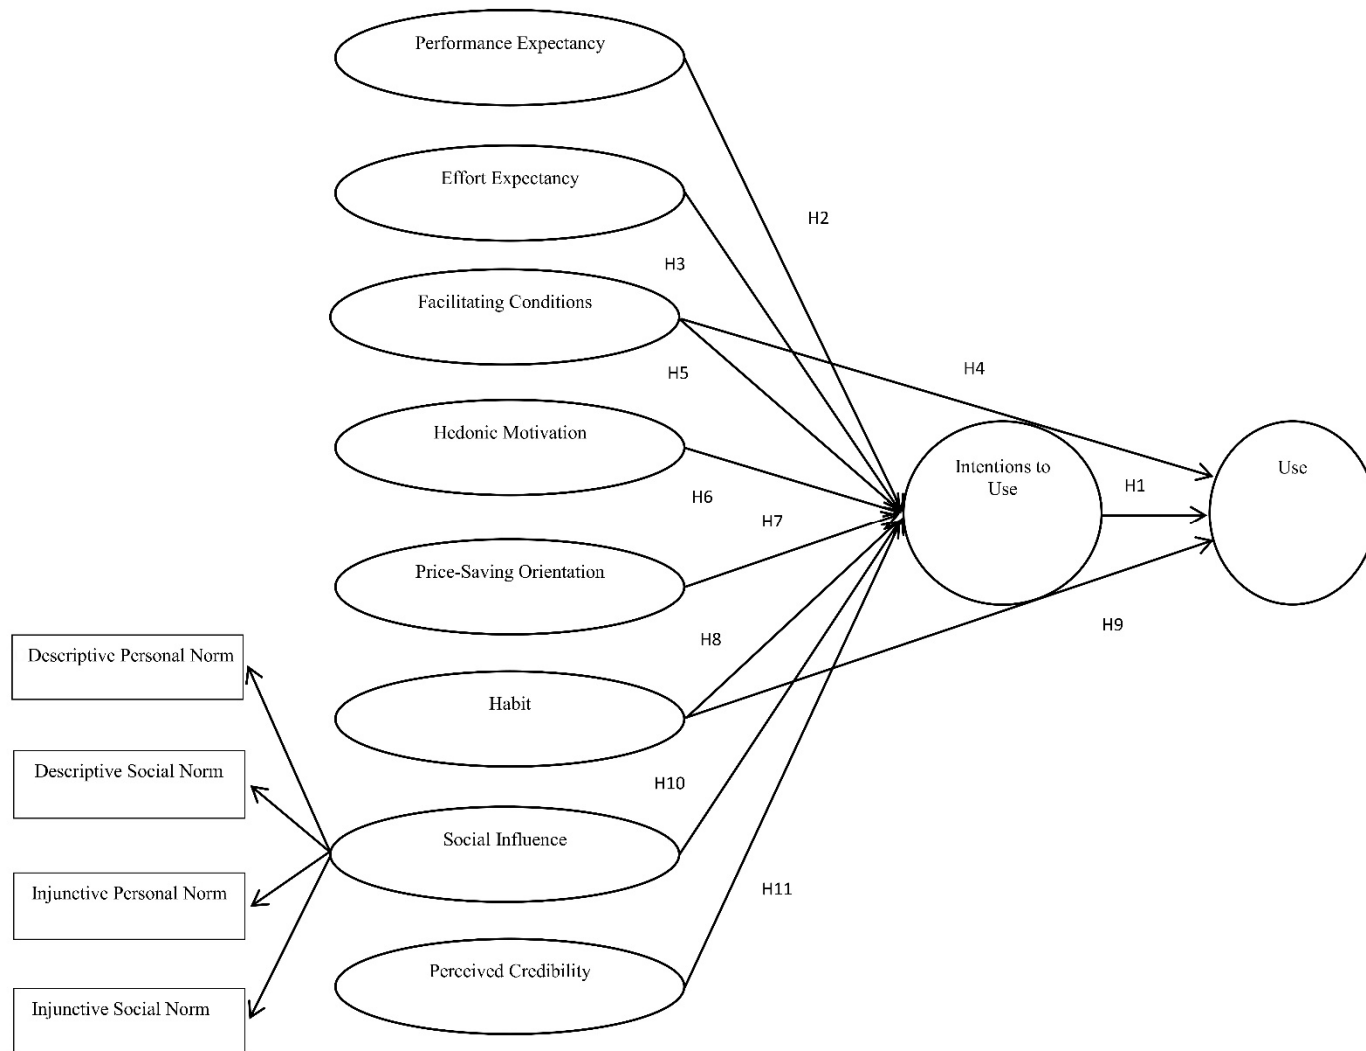 Performance Expectancy
Effort Expectancy
H2
H3
Facilitating Conditions
H5
H4
Hedonic Motivation
Intentions to
Use
Use
H1
H6
H7
Price-Saving Orientation
H8
H9
Descriptive Personal Norm
Habit
Descriptive Social Norm
H10
Social Influence
Injunctive Personal Norm
H11
Perceived Credibility
Injunctive Social Norm